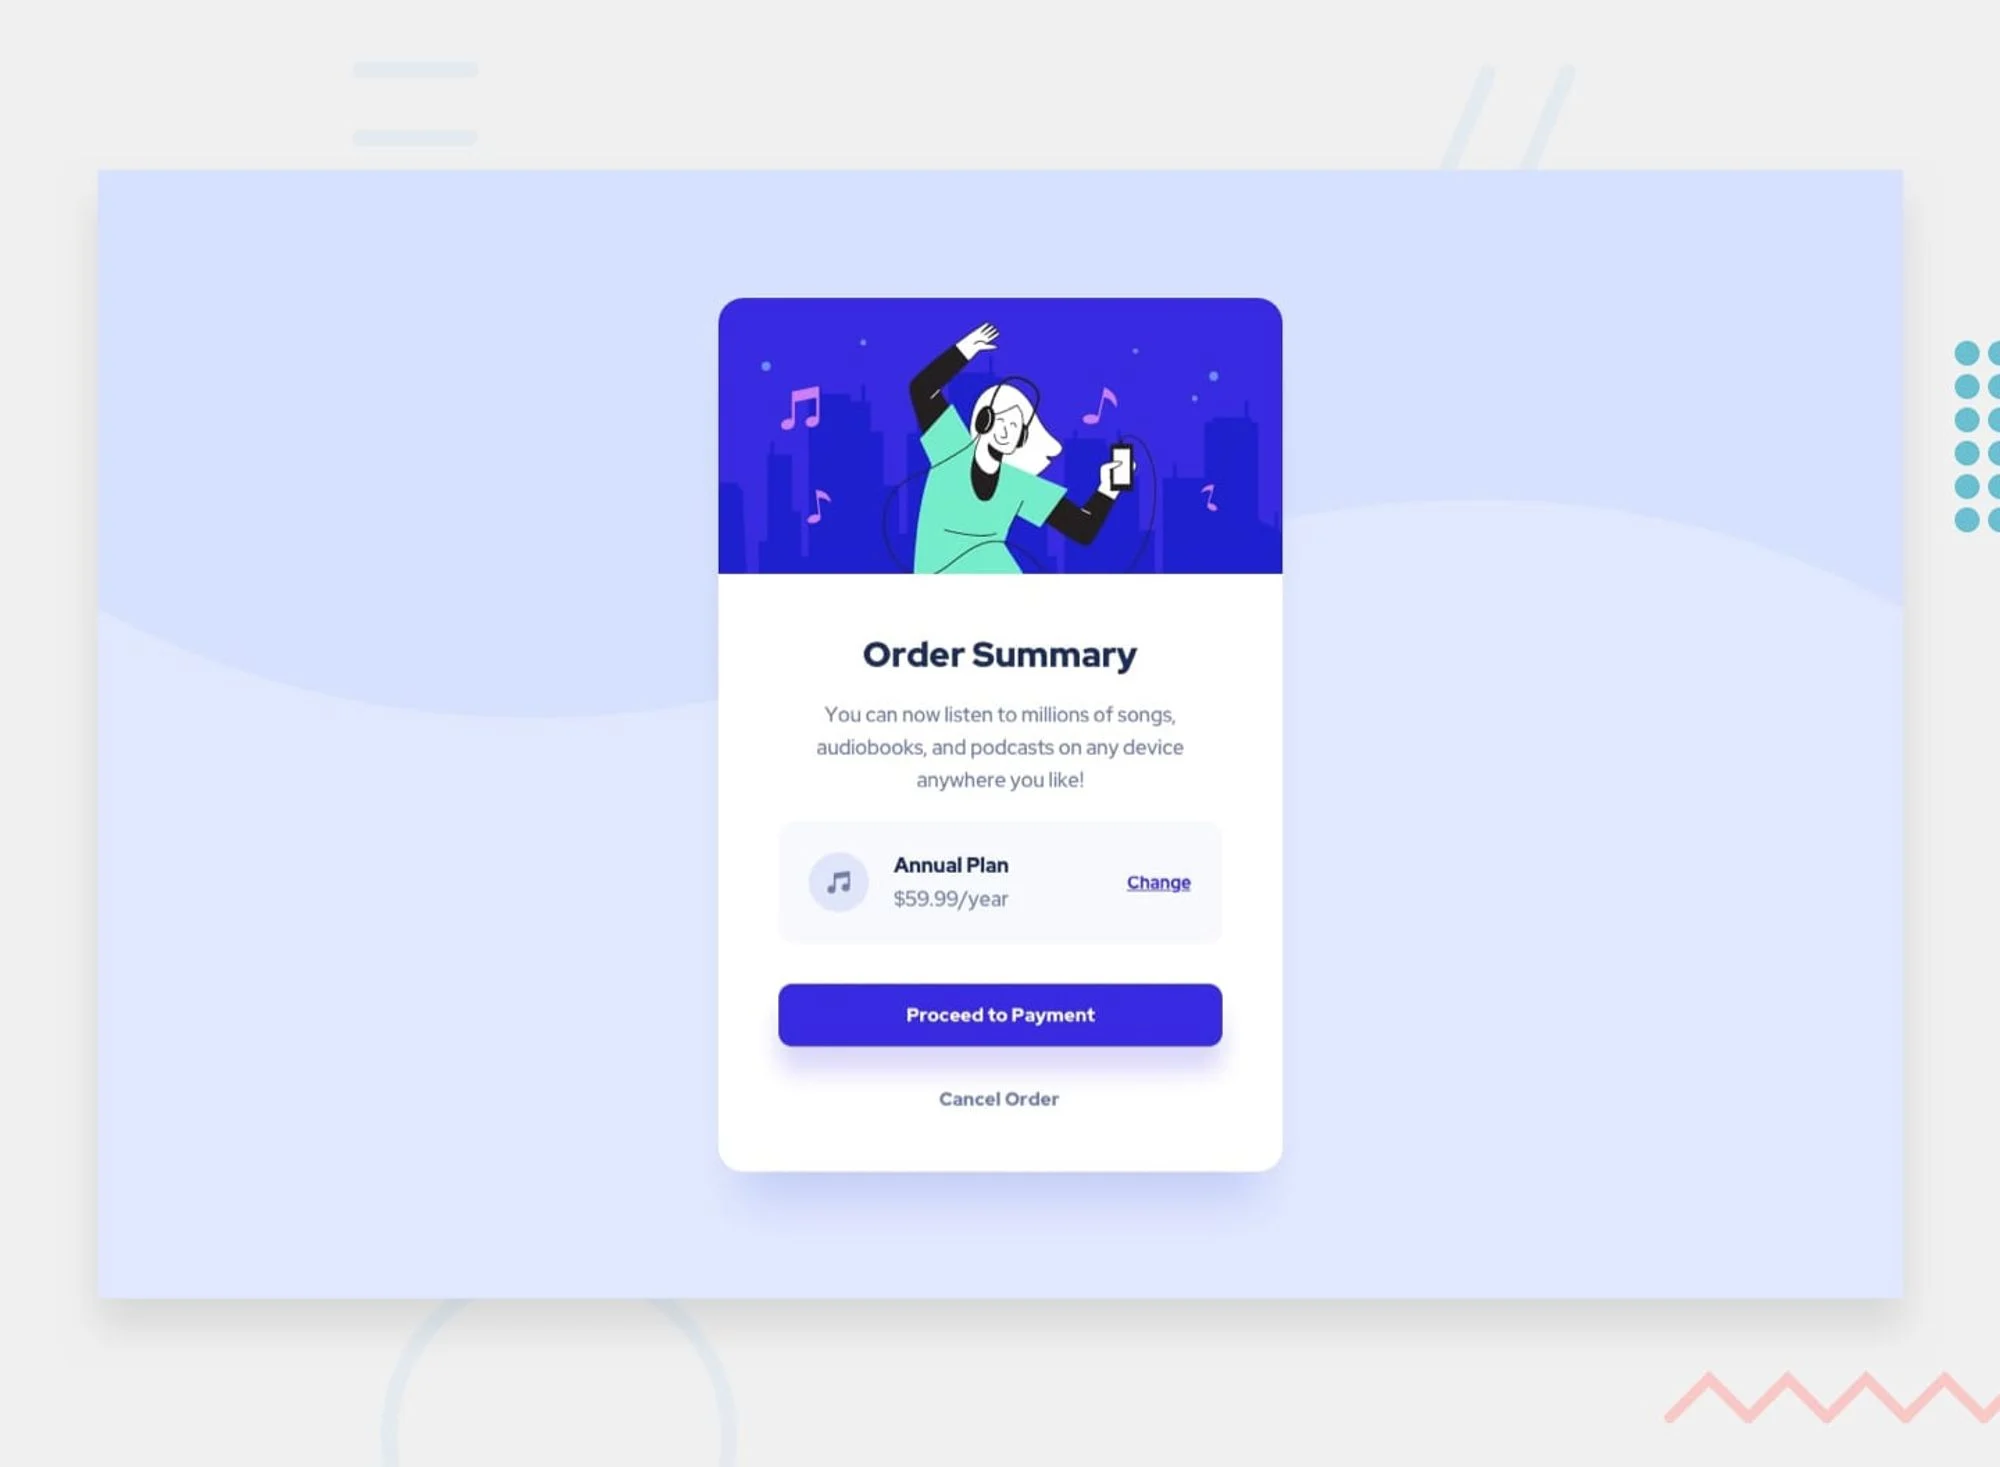 Order Summary
You can now listen to millions of songs,
audiobooks, and podcasts on any device
anywhere you like!
Annual Plan
$59.99/year
Change
Proceed to Payment
Cancel Order